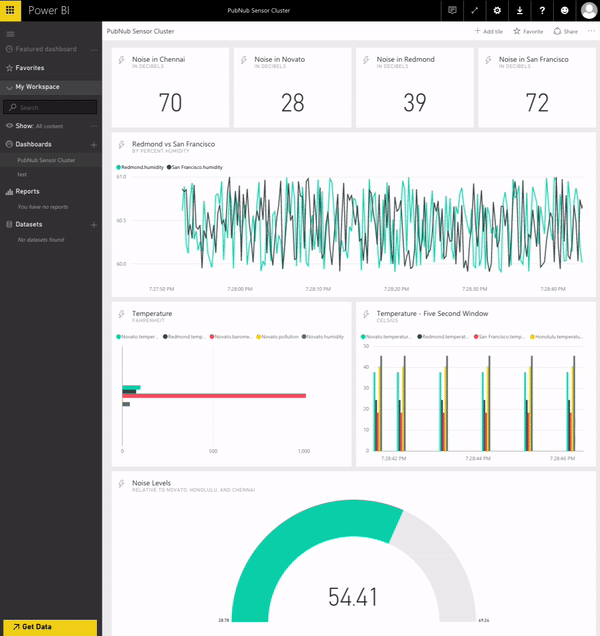 Power BI
PubNub Sensor Cluster
Featured dashboard
Favorites
My Workspace
Search
Show: All content
Dashboards
PubNub Sensor Cluster
test
Reports
You have no reports
Datasets
No datasets found
Get Data
PubNub Sensor Cluster
Add tile
Favorite
Share
Noise in Chennai
IN DECIBELS
70
Noise in Novato
IN DECIBELS
28
Noise in Redmond
IN DECIBELS
39
Noise in San Francisco
IN DECIBELS
72
Redmond vs San Francisco
BY PERCENT HUMIDITY
Redmond.humidity San Francisco.humidity
61.0
60.5
60.0
7:27:50 PM 7:28:00 PM 7:28:10 PM 7:28:20 PM 7:28:30 PM 7:28:40 PM
Temperature
FAHRENHEIT
Novato.temper... Redmond.temp... Novato.barome... Novato.pollution Novato.humidity
0 500 1,000
Temperature - Five Second Window
CELSIUS
Novato.temperatur... Redmond.temperat... San Francisco.temp... Honolulu.temperatu...
50
40
30
20
10
0
7:28:42 PM 7:28:44 PM 7:28:46 PM
Noise Levels
RELATIVE TO NOVATO, HONOLULU, AND CHENNAI
54.41
28.78 69.24